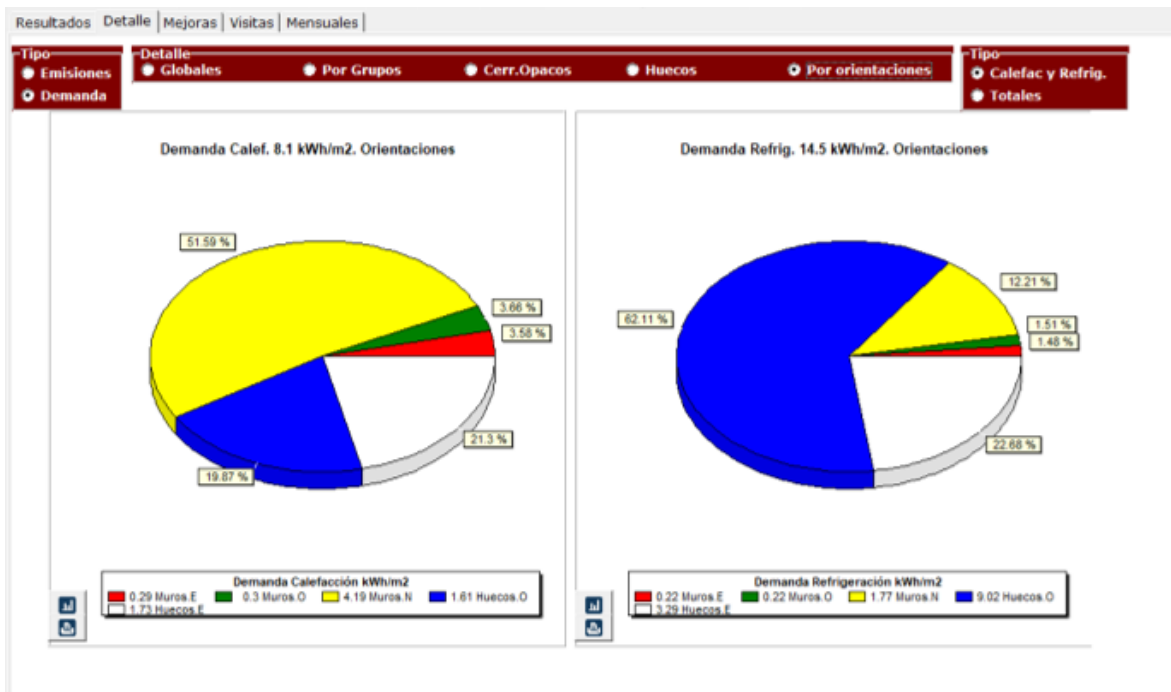 Resultados Detalle Mejoras Visitas Mensuales
Tipo
Emisiones
Demanda
Detalle
Globales Por Grupos Cerr.Opacos Huecos Por orientaciones
Tipo
Calefac y Refrig.
Totales
Demanda Calef. 8.1 kWh/m2. Orientaciones
51.59 %
3.66 %
3.58 %
21.3 %
19.87 %
Demanda Calefacción kWh/m2
0.29 Muros.E 0.3 Muros.O 4.19 Muros.N 1.61 Huecos.O
1.73 Huecos.E
Demanda Refrig. 14.5 kWh/m2. Orientaciones
12.21 %
62.11 %
1.51 %
1.48 %
22.68 %
Demanda Refrigeración kWh/m2
0.22 Muros.E 0.22 Muros.O 1.77 Muros.N 9.02 Huecos.O
3.29 Huecos.E